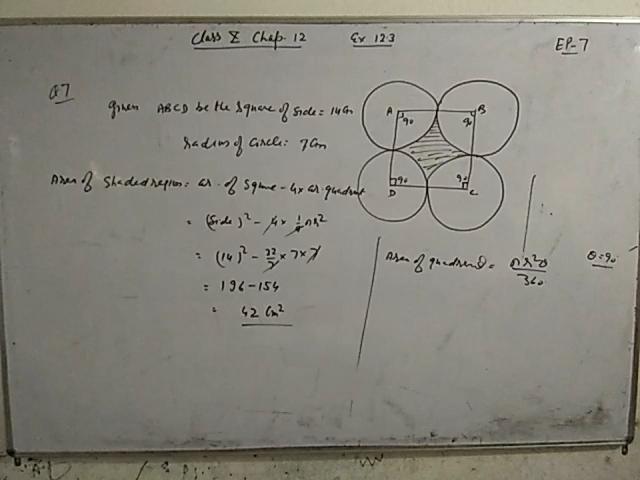 Class X Chap. 12 Ex 12.3 EP-7
Q7
Given ABCD be the Square of Side = 14 Cm
Radius of Circle = 7 Cm
Area of Shaded region = ar. of Square - 4 x ar. quadrant
= (Side)² - 4 x 1/4 πr²
= (14)² - 22/7 x 7 x 7
= 196 - 154
= 42 Cm²
A 90 B 90
D 90 C 90
Area of quadrant = πr²θ/360 θ = 90